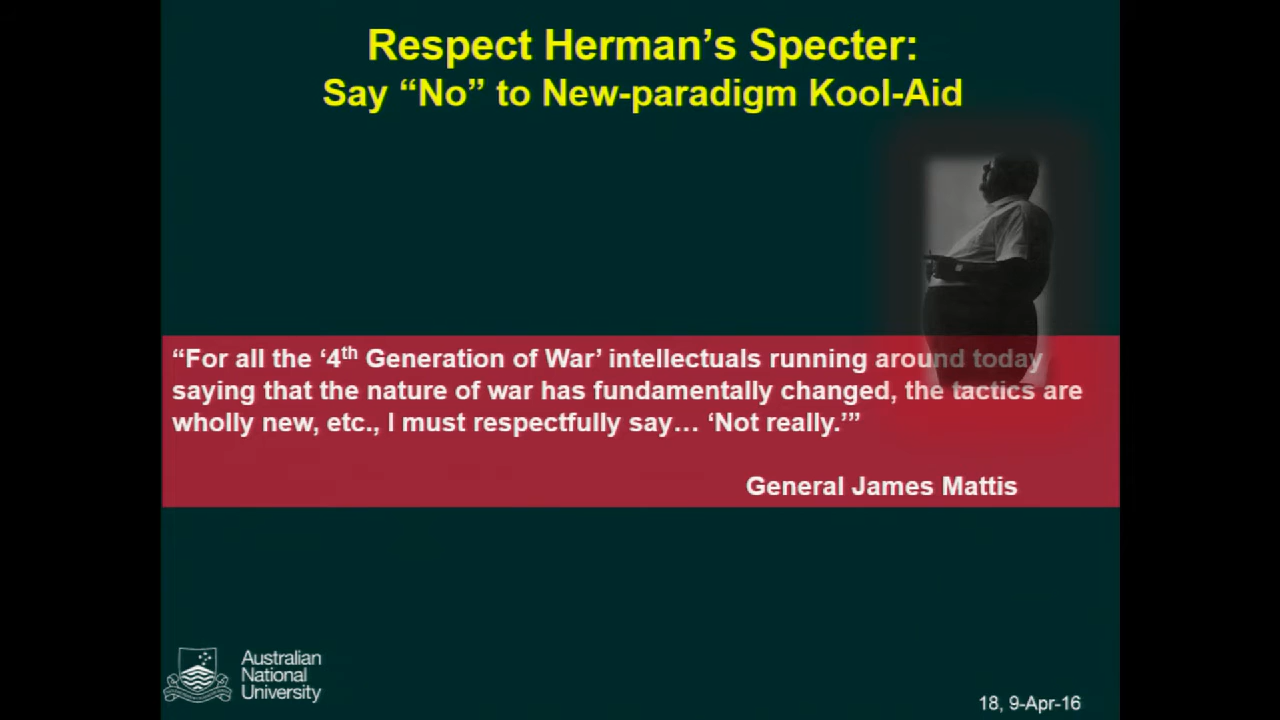 Respect Herman’s Specter:
Say “No” to New-paradigm Kool-Aid
“For all the ‘4th Generation of War’ intellectuals running around today
saying that the nature of war has fundamentally changed, the tactics are
wholly new, etc., I must respectfully say… ‘Not really.’”
General James Mattis
Australian
National
University
18, 9-Apr-16